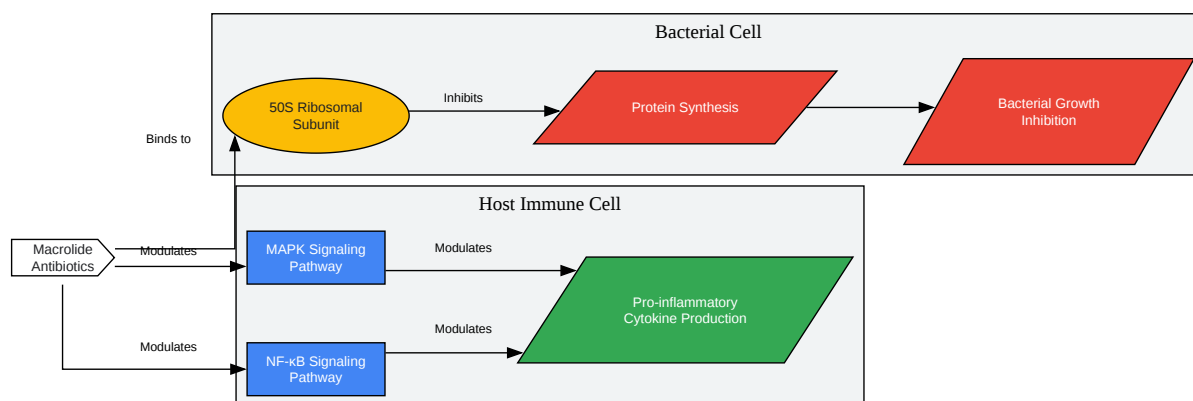 Bacterial Cell
50S Ribosomal
Subunit
Inhibits
Protein Synthesis
Bacterial Growth
Inhibition
Binds to
Host Immune Cell
Macrolide
Antibiotics
Modulates
MAPK Signaling
Pathway
Modulates
Pro-inflammatory
Cytokine Production
Modulates
NF-κB Signaling
Pathway
Modulates